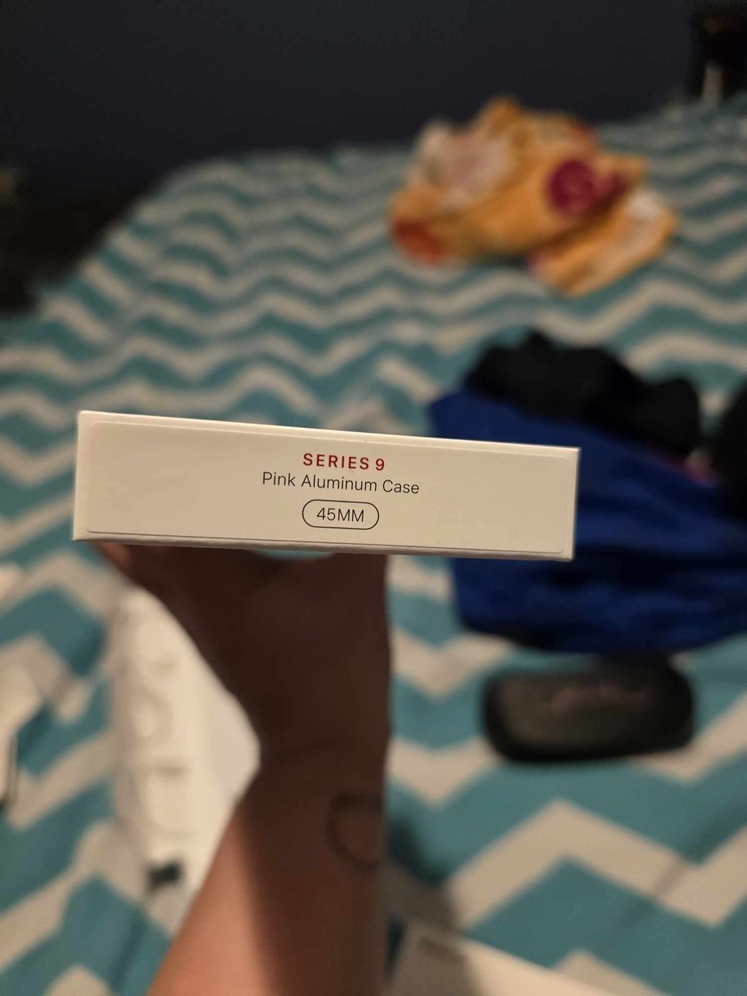 SERIES 9
Pink Aluminum Case
45MM